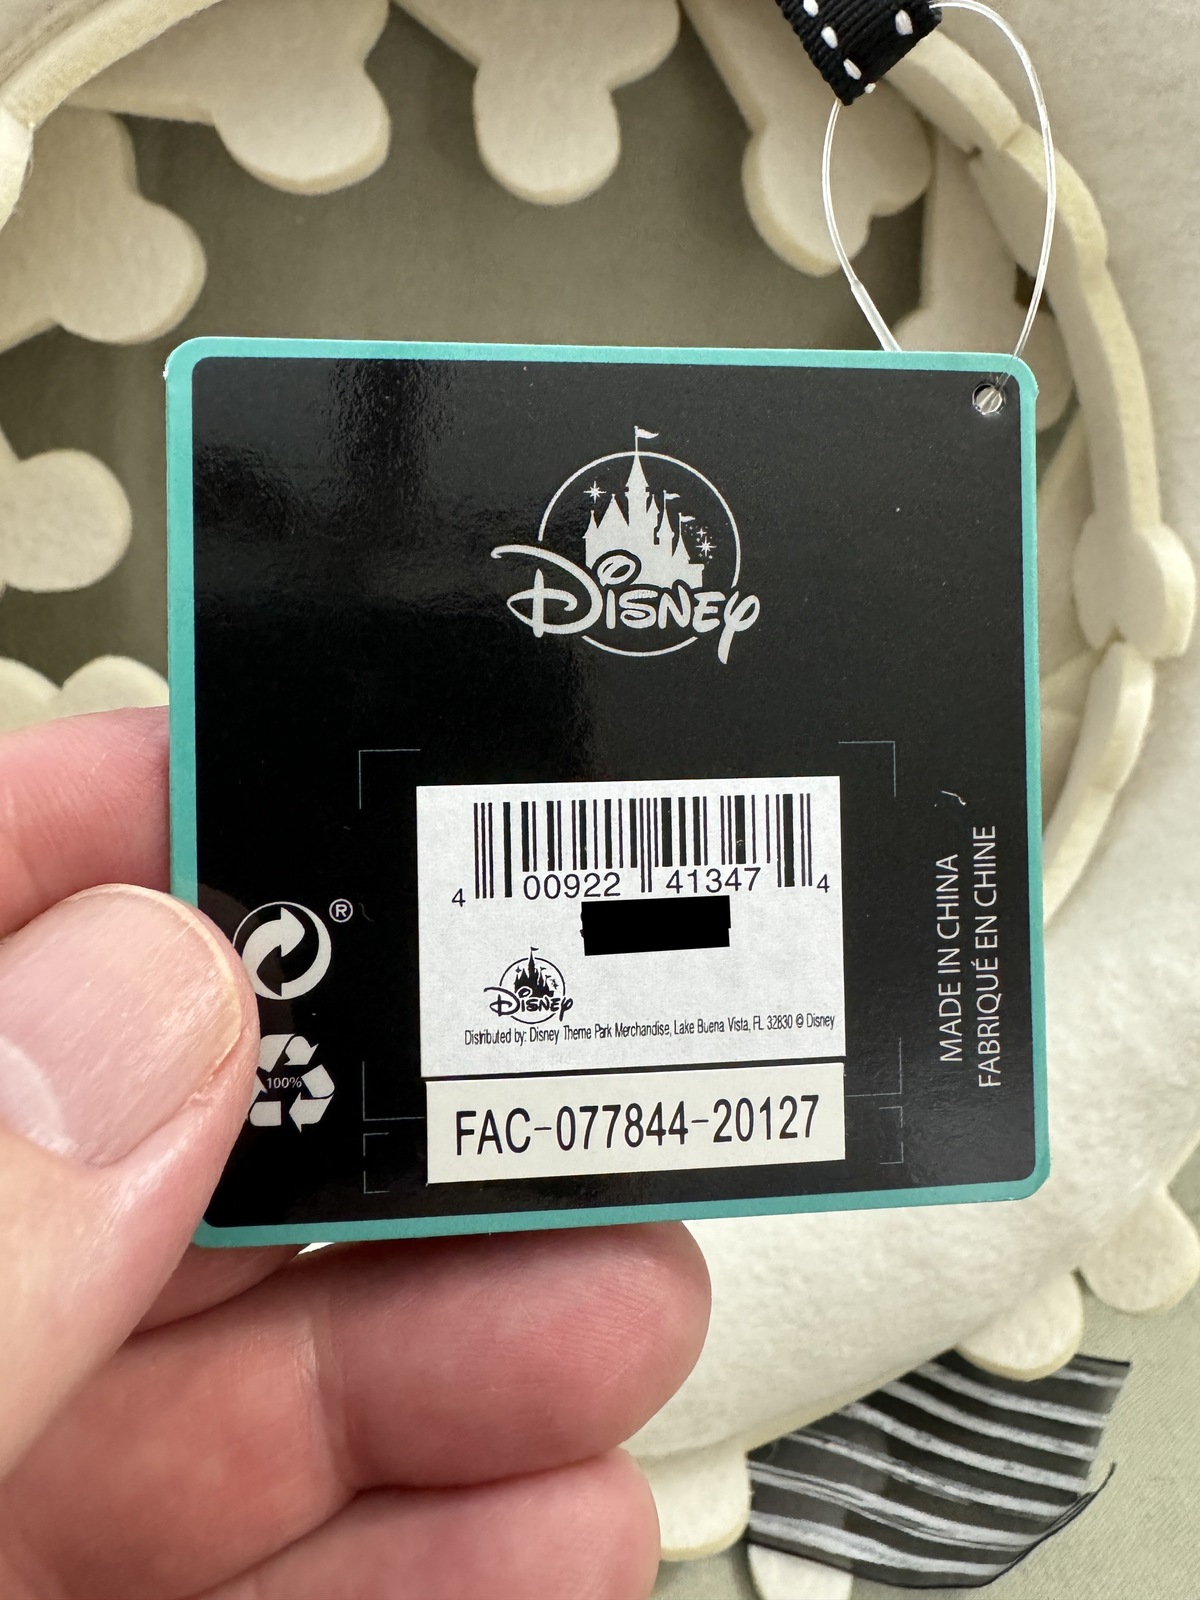 Disney
4 00922 41347 4
Disney
Distributed by: Disney Theme Park Merchandise, Lake Buena Vista, FL 32830 © Disney
FAC-077844-20127
®
100%
MADE IN CHINA
FABRIQUÉ EN CHINE